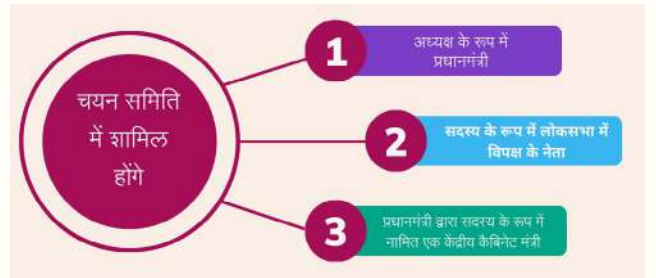 चयन समिति
में शामिल
होंगे
1
अध्यक्ष के रूप में
प्रधानमंत्री
2
सदस्य के रूप में लोकसभा में
विपक्ष के नेता
3
प्रधानमंत्री द्वारा सदस्य के रूप में
नामित एक केंद्रीय कैबिनेट मंत्री